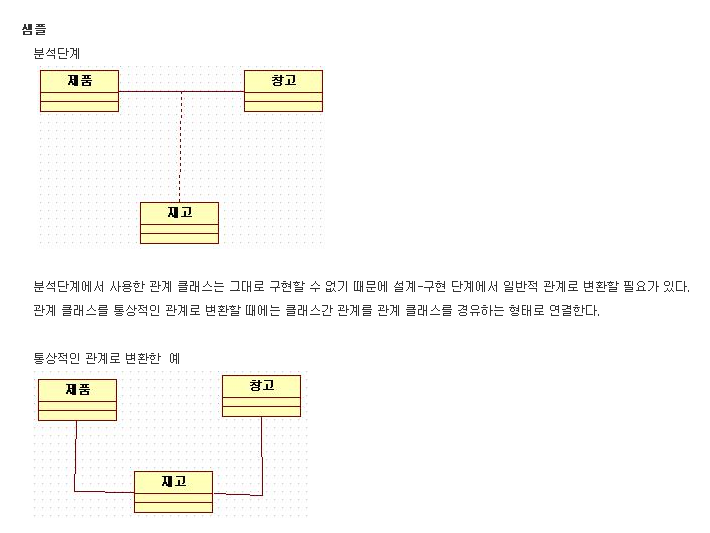 샘플
분석단계
제품
창고
재고
분석단계에서 사용한 관계 클래스는 그대로 구현할 수 없기 때문에 설계-구현 단계에서 일반적 관계로 변환할 필요가 있다.
관계 클래스를 통상적인 관계로 변환할 때에는 클래스간 관계를 관계 클래스를 경유하는 형태로 연결한다.
통상적인 관계로 변환한 예
제품
창고
재고